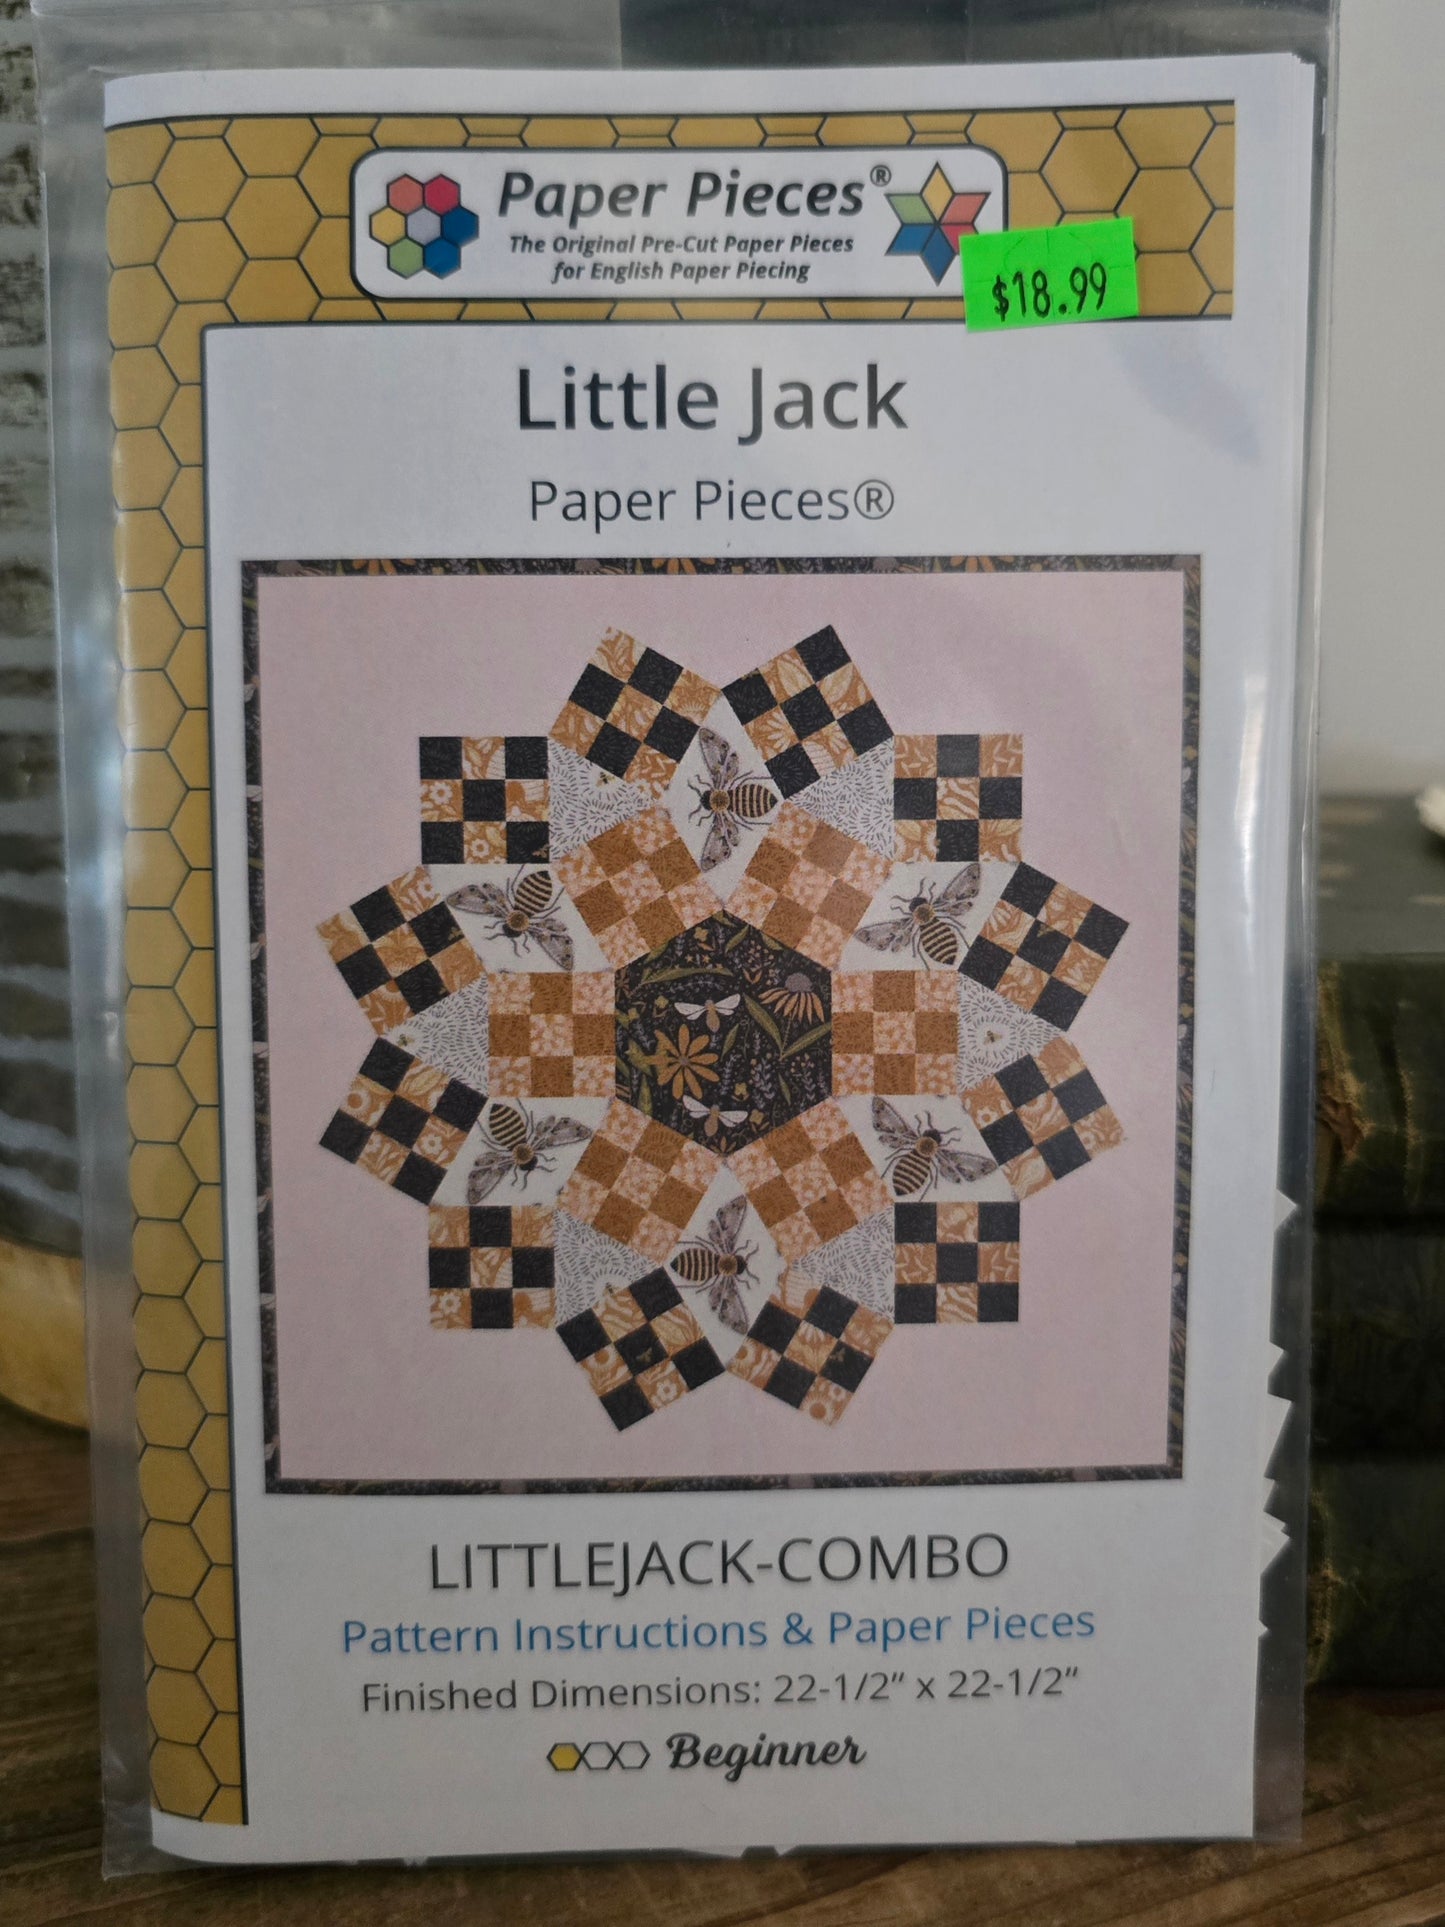 Paper Pieces®
The Original Pre-Cut Paper Pieces
for English Paper Piecing
$18.99
Little Jack
Paper Pieces®
LITTLEJACK-COMBO
Pattern Instructions & Paper Pieces
Finished Dimensions: 22-1/2" x 22-1/2"
Beginner